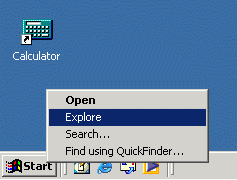 Calculator
Open
Explore
Search...
Find using QuickFinder...
Start